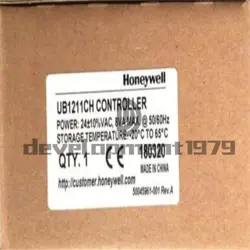 Honeywell
UB1211CH CONTROLLER
POWER: 24±10%VAC, 8VA MAX @ 50/60Hz
STORAGE TEMPERATURE: -20°C TO 65°C
QTY. 1 CE 180320
http://customer.honeywell.com MADE IN CHINA
50045961-001 Rev.A
development1979